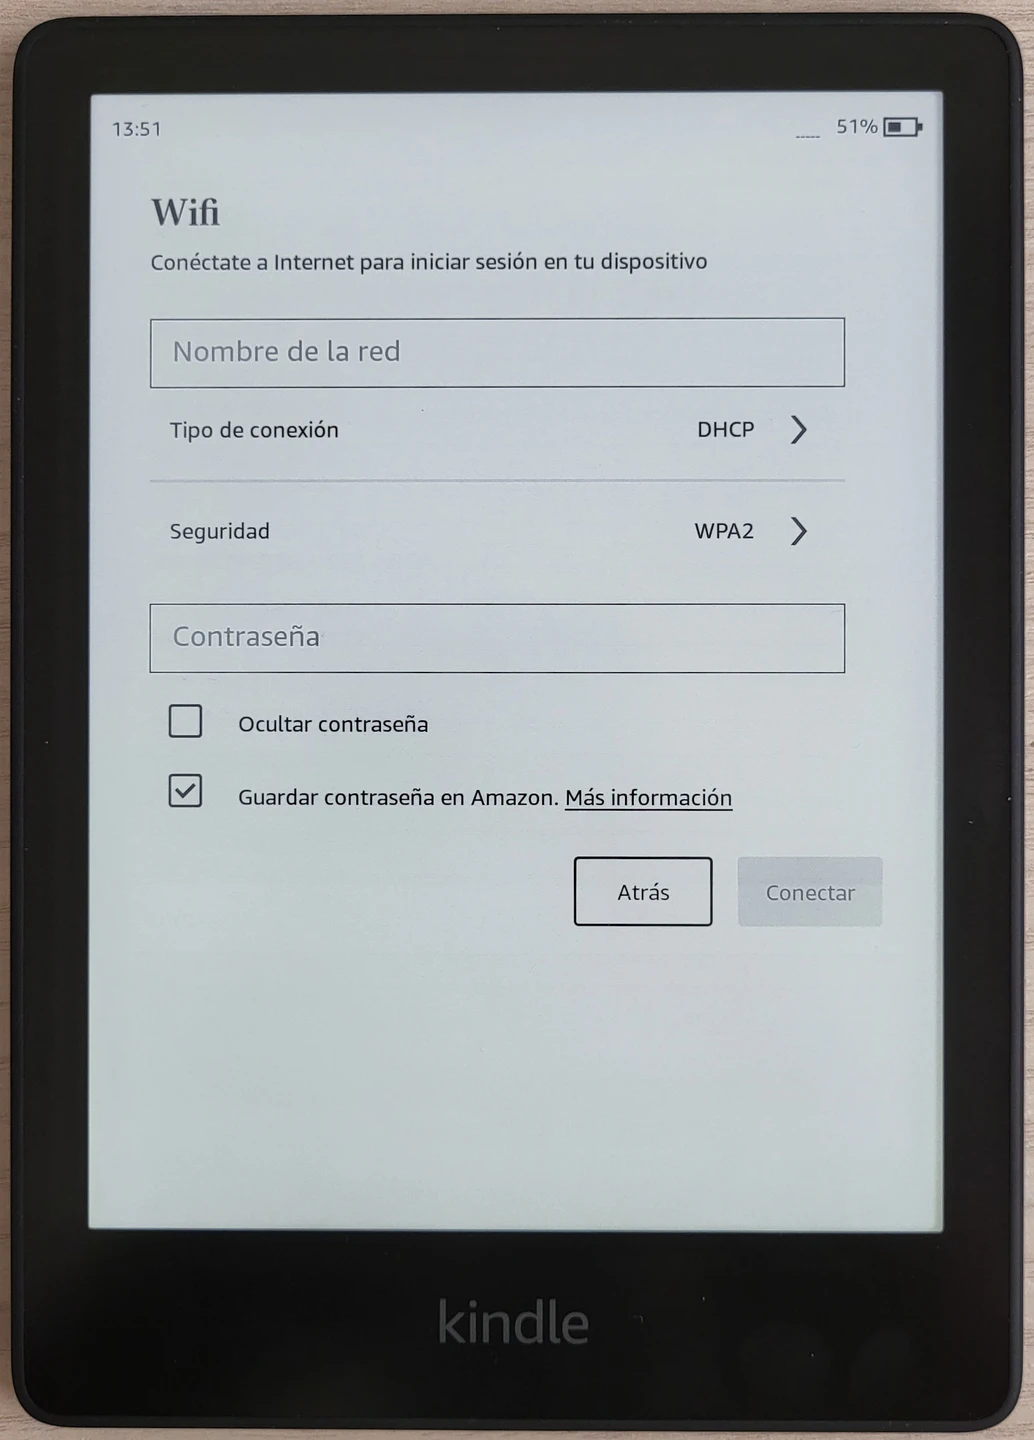 13:51 51%
Wifi
Conéctate a Internet para iniciar sesión en tu dispositivo
Nombre de la red
Tipo de conexión DHCP
Seguridad WPA2
Contraseña
Ocultar contraseña
Guardar contraseña en Amazon. Más información
Atrás Conectar
kindle